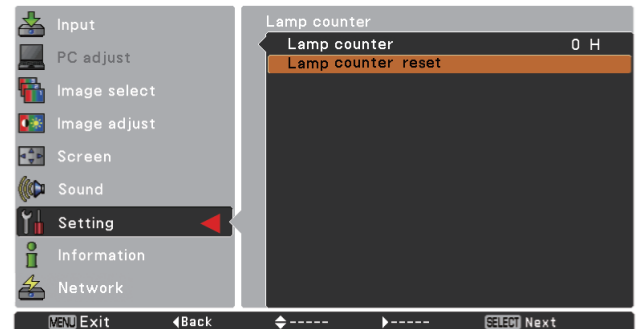 Input
PC adjust
Image select
Image adjust
Screen
Sound
Setting
Information
Network
Lamp counter
Lamp counter 0 H
Lamp counter reset
MENU Exit ◀Back ◆----- ▶----- SELECT Next